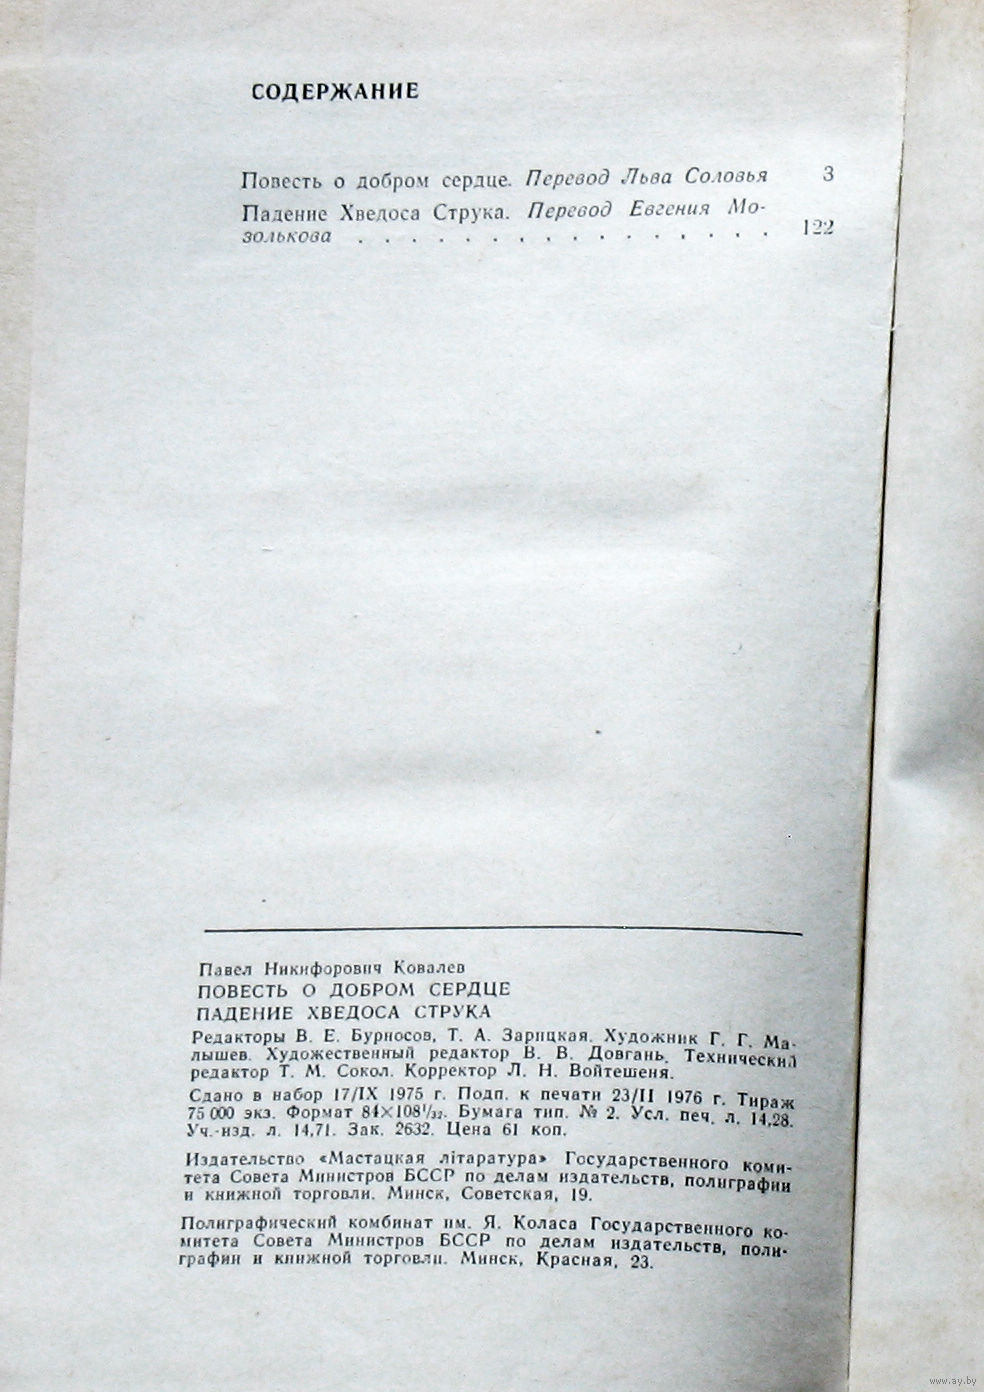 СОДЕРЖАНИЕ
Повесть о добром сердце. Перевод Льва Соловья 3
Падение Хведоса Струка. Перевод Евгения Мо-
золькова . . . . . . . . . . . . . . . . 122
Павел Никифорович Ковалев
ПОВЕСТЬ О ДОБРОМ СЕРДЦЕ
ПАДЕНИЕ ХВЕДОСА СТРУКА
Редакторы В. Е. Бурносов, Т. А. Зарицкая. Художник Г. Г. Ма-
лышев. Художественный редактор В. В. Довгань. Технический
редактор Т. М. Сокол. Корректор Л. Н. Войтешеня.
Сдано в набор 17/IX 1975 г. Подп. к печати 23/II 1976 г. Тираж
75 000 экз. Формат 84×108¹/₃₂. Бумага тип. № 2. Усл. печ. л. 14,28.
Уч.-изд. л. 14,71. Зак. 2632. Цена 61 коп.
Издательство «Мастацкая літаратура» Государственного коми-
тета Совета Министров БССР по делам издательств, полиграфии
и книжной торговли. Минск, Советская, 19.
Полиграфический комбинат им. Я. Коласа Государственного ко-
митета Совета Министров БССР по делам издательств, поли-
графии и книжной торговли. Минск, Красная, 23.
www.ay.by